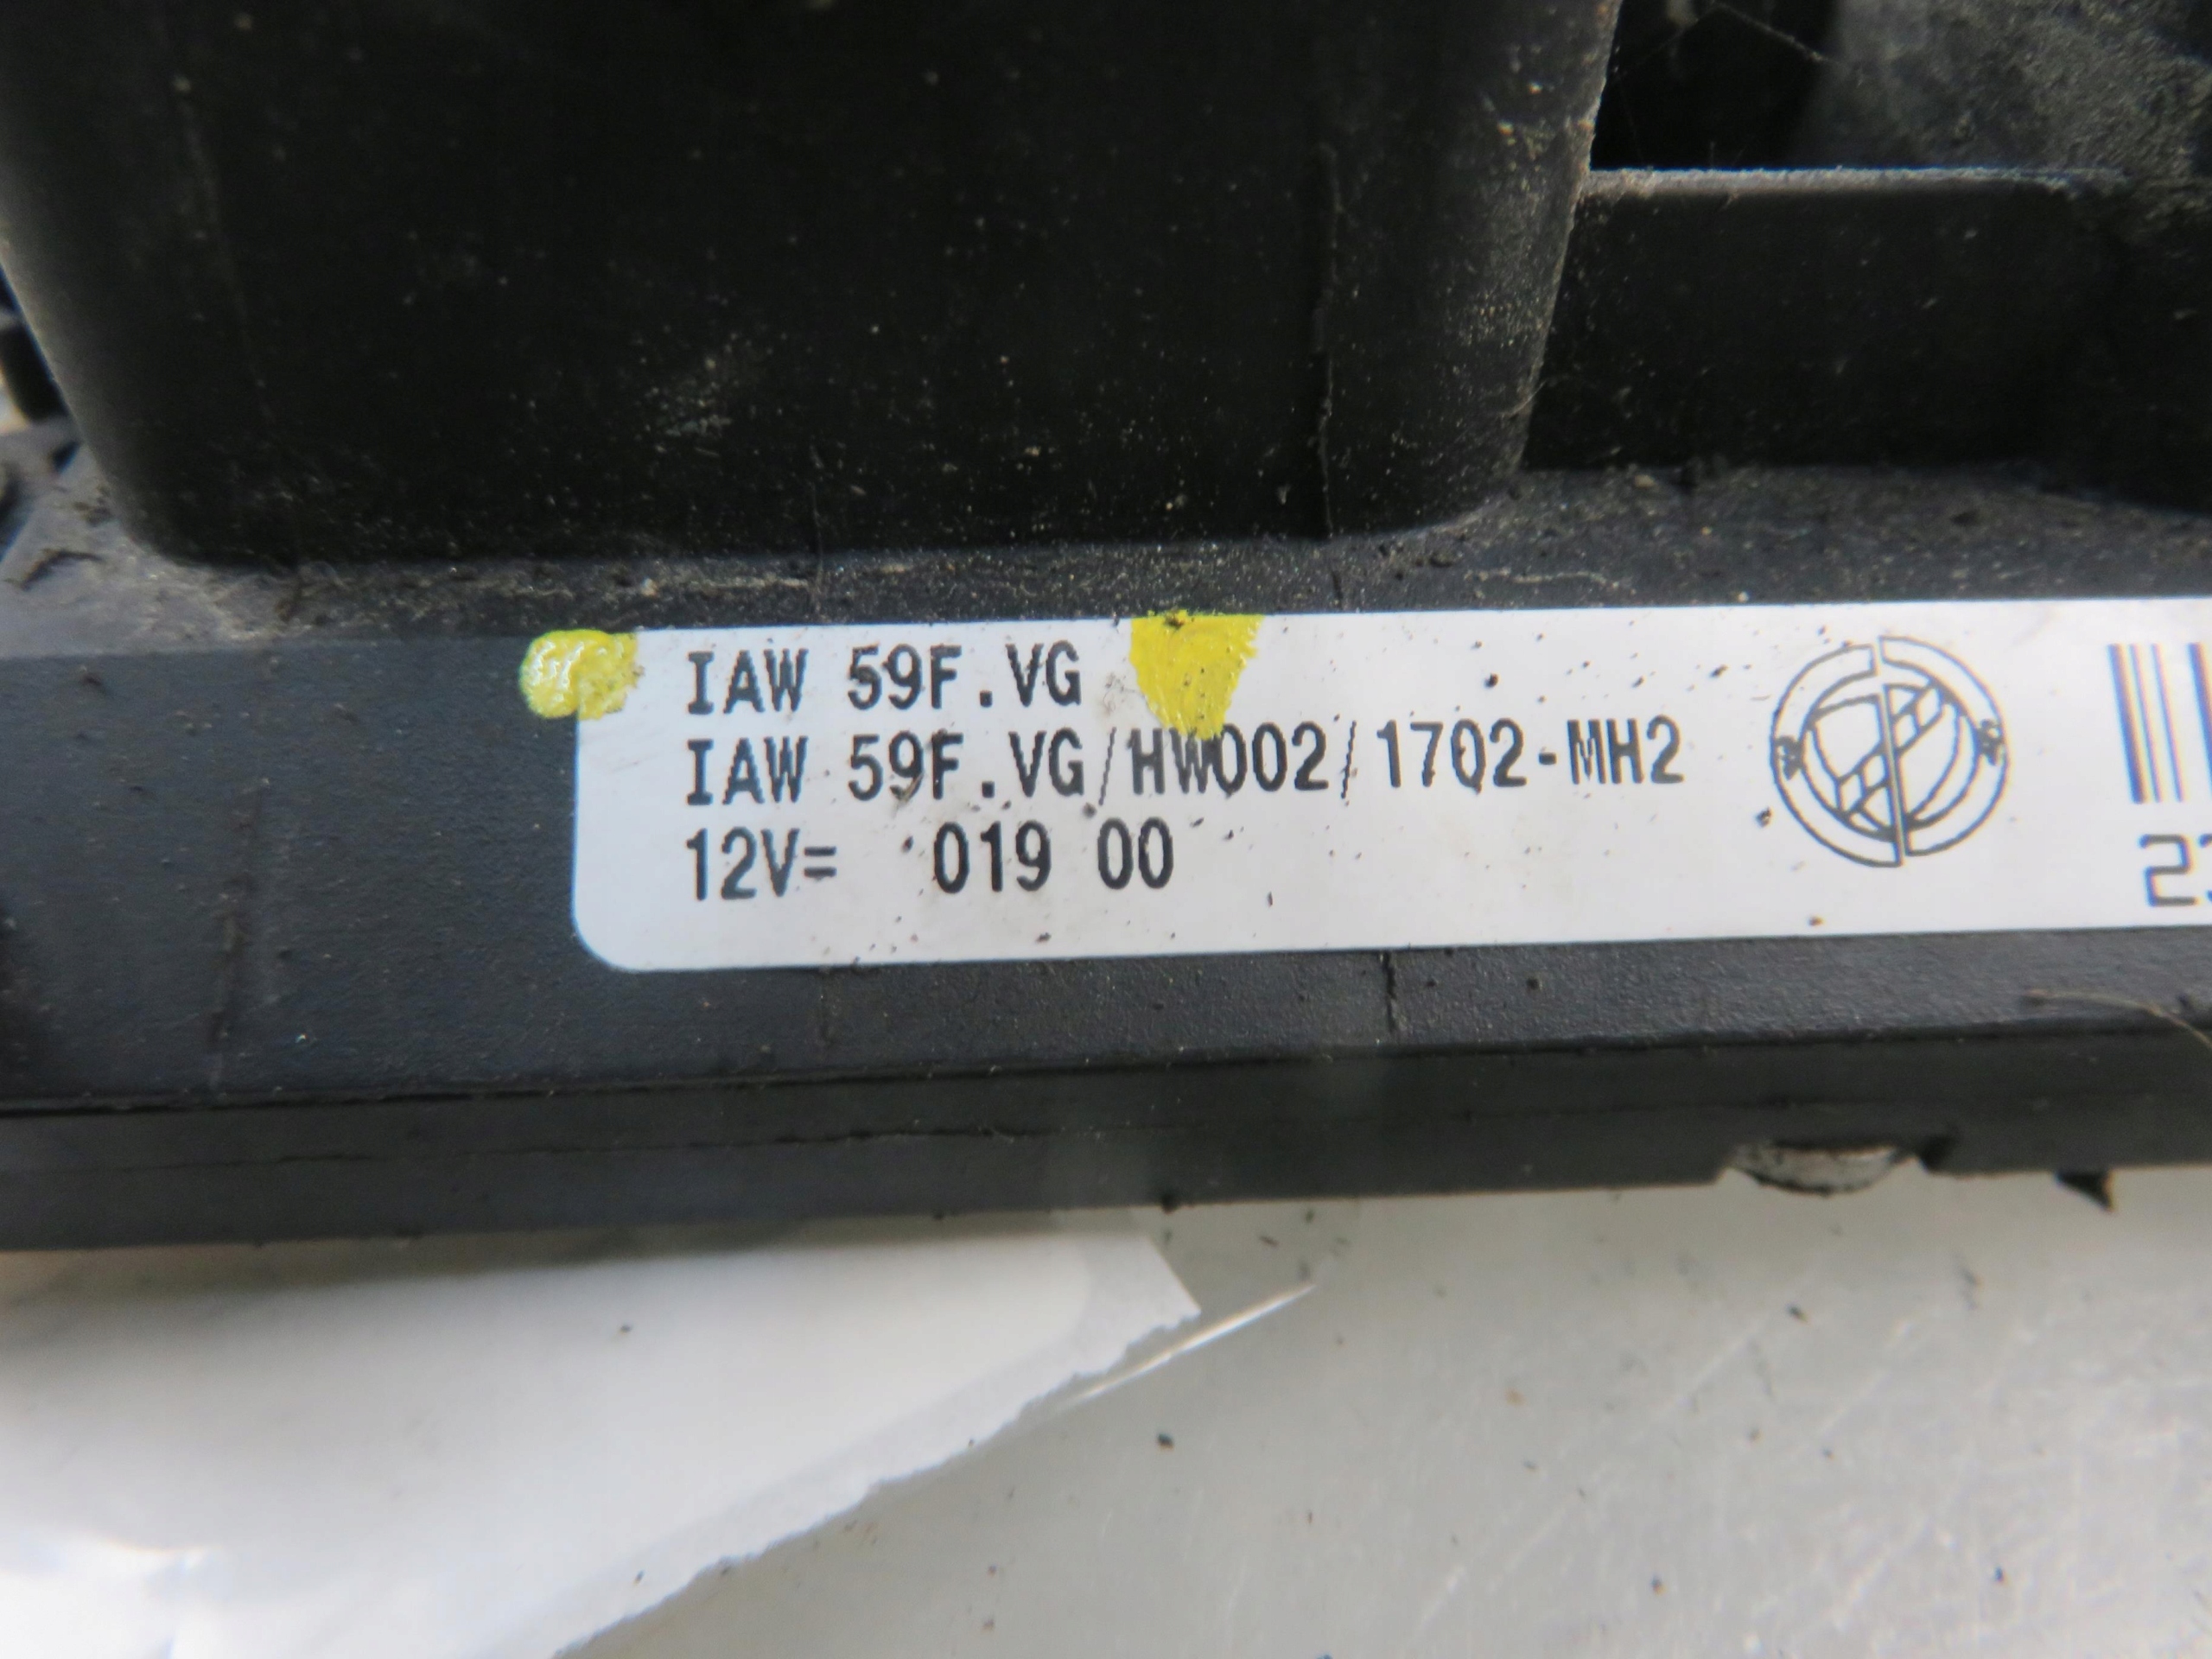 IAW 59F.VG
IAW 59F.VG/HW002/1702-MH2
12V= 019 00